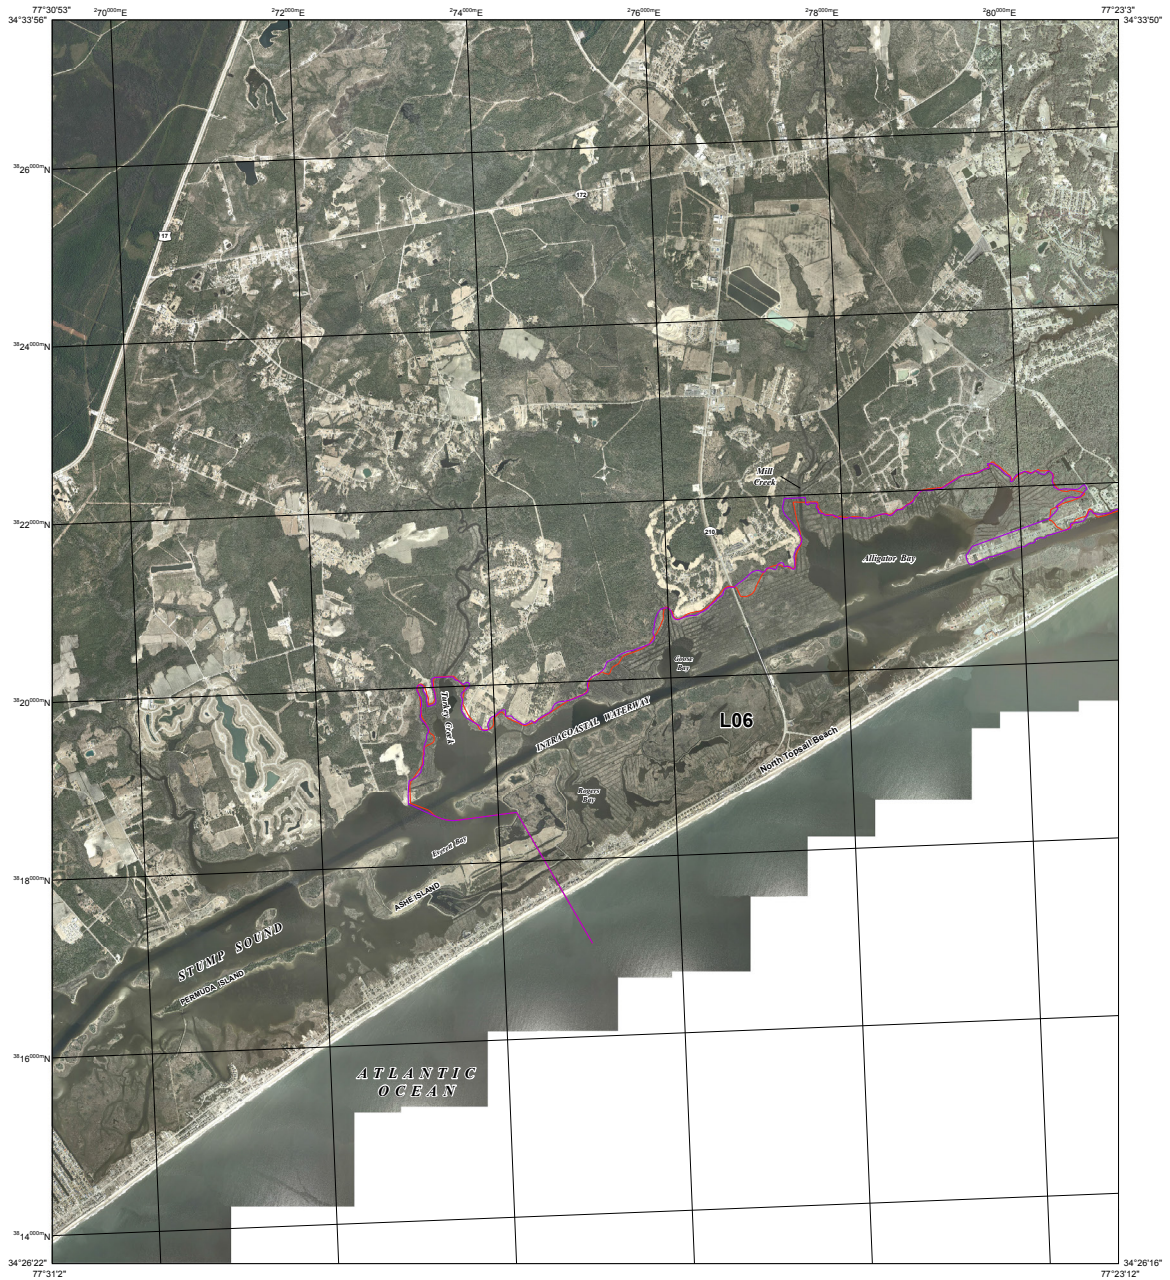 77°30'53"
270000mE
272000mE
274000mE
276000mE
278000mE
280000mE
77°23'3"
34°33'56"
34°33'50"
3826000mN
172
17
3824000mN
Mill
Creek
3822000mN
210
Alligator Bay
Goose
Bay
3820000mN
Turkey Creek
INTRACOASTAL WATERWAY
L06
North Topsail Beach
Rogers
Bay
Everett Bay
3818000mN
ASHE ISLAND
STUMP SOUND
PERMUDA ISLAND
3816000mN
ATLANTIC
OCEAN
3814000mN
34°26'22"
34°26'16"
77°31'2"
77°23'12"